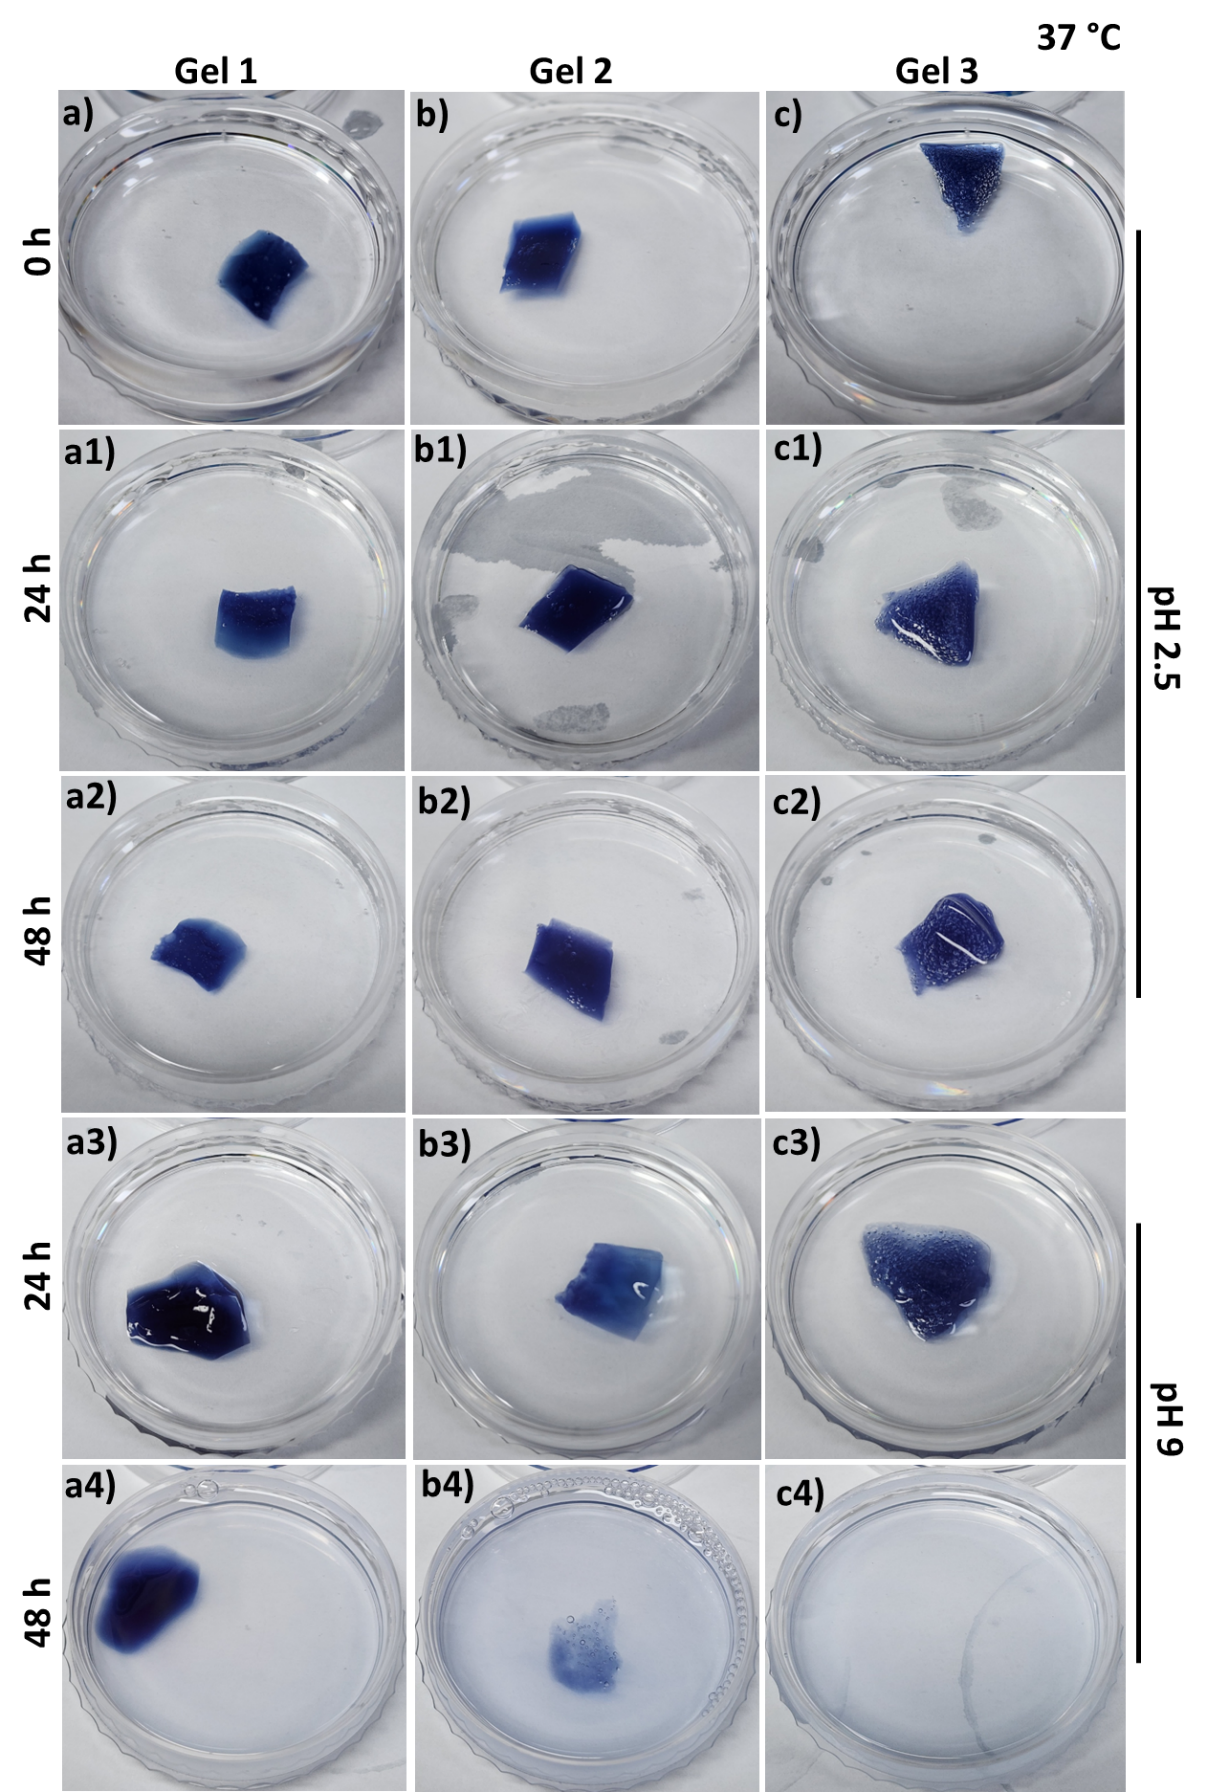 37 °C
Gel 1 Gel 2 Gel 3
a) b) c)
0 h
a1) b1) c1)
24 h
pH 2.5
a2) b2) c2)
48 h
a3) b3) c3)
24 h
pH 9
a4) b4) c4)
48 h